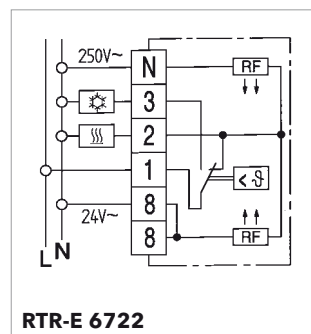 250V~
N
RF
3
2
1
< ϑ
8
24V~
8
RF
L N
RTR-E 6722